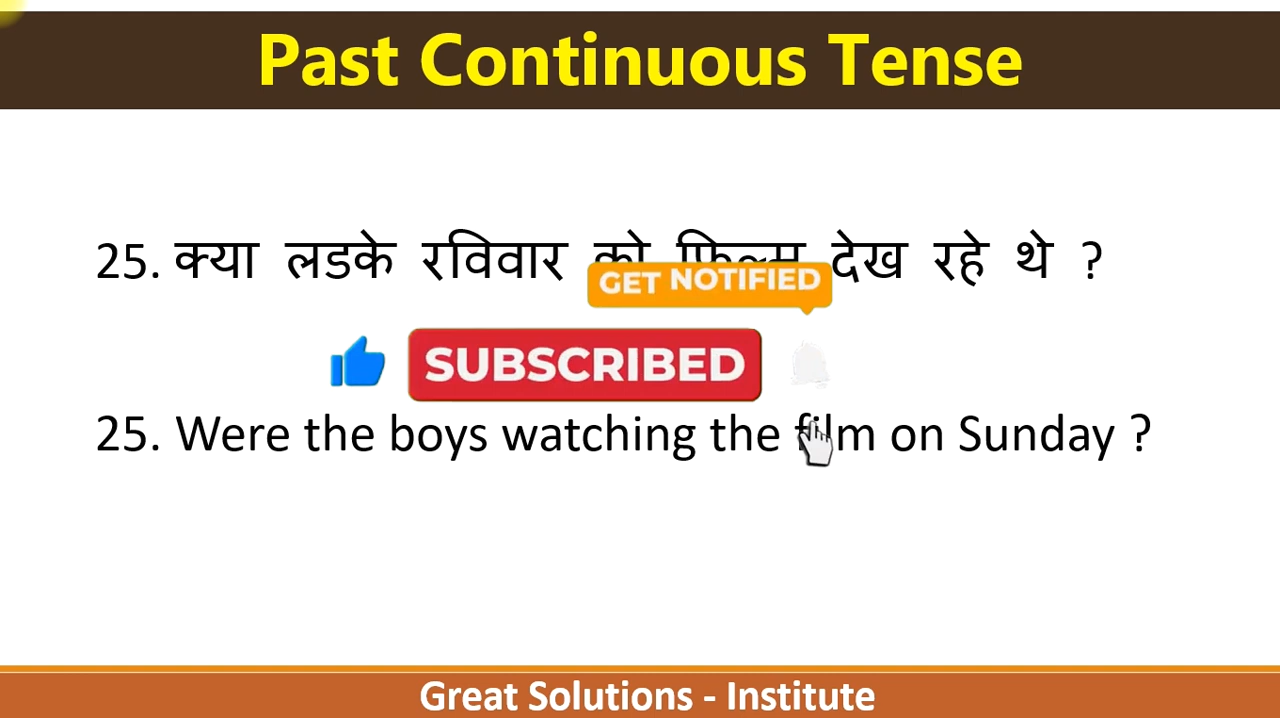 Past Continuous Tense
25. क्या लडके रविवार को फिल्म देख रहे थे ?
GET NOTIFIED
SUBSCRIBED
25. Were the boys watching the film on Sunday ?
Great Solutions - Institute